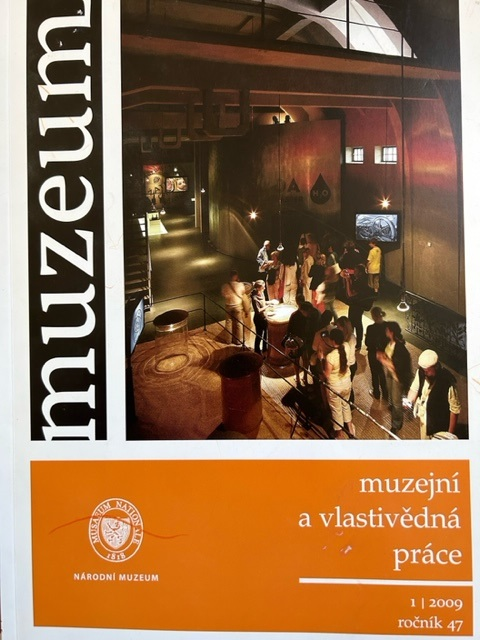 muzeum
muzejní
a vlastivědná
práce
MUSAEUM NATIONALE
1818
NÁRODNÍ MUZEUM
1 | 2009
ročník 47